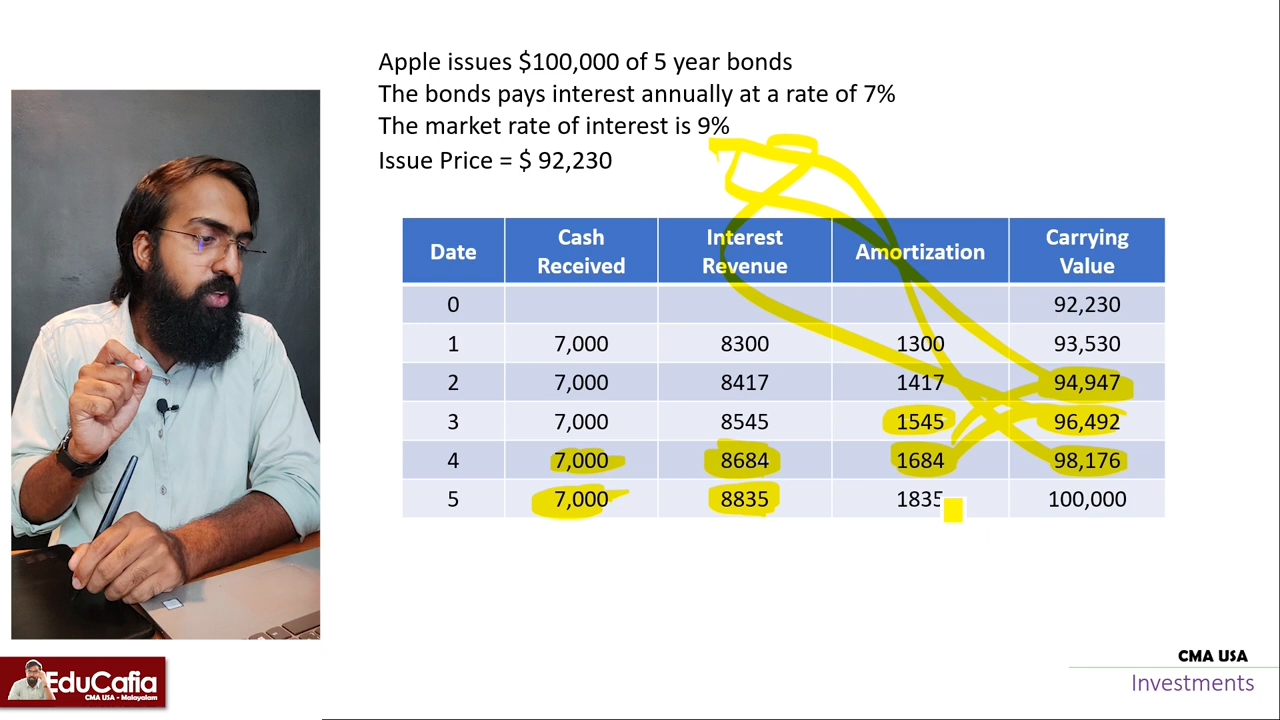 Apple issues $100,000 of 5 year bonds
The bonds pays interest annually at a rate of 7%
The market rate of interest is 9%
Issue Price = $ 92,230
Date Cash Received Interest Revenue Amortization Carrying Value
0 92,230
1 7,000 8300 1300 93,530
2 7,000 8417 1417 94,947
3 7,000 8545 1545 96,492
4 7,000 8684 1684 98,176
5 7,000 8835 1835 100,000
EduCafia
CMA USA - Malayalam
CMA USA
Investments